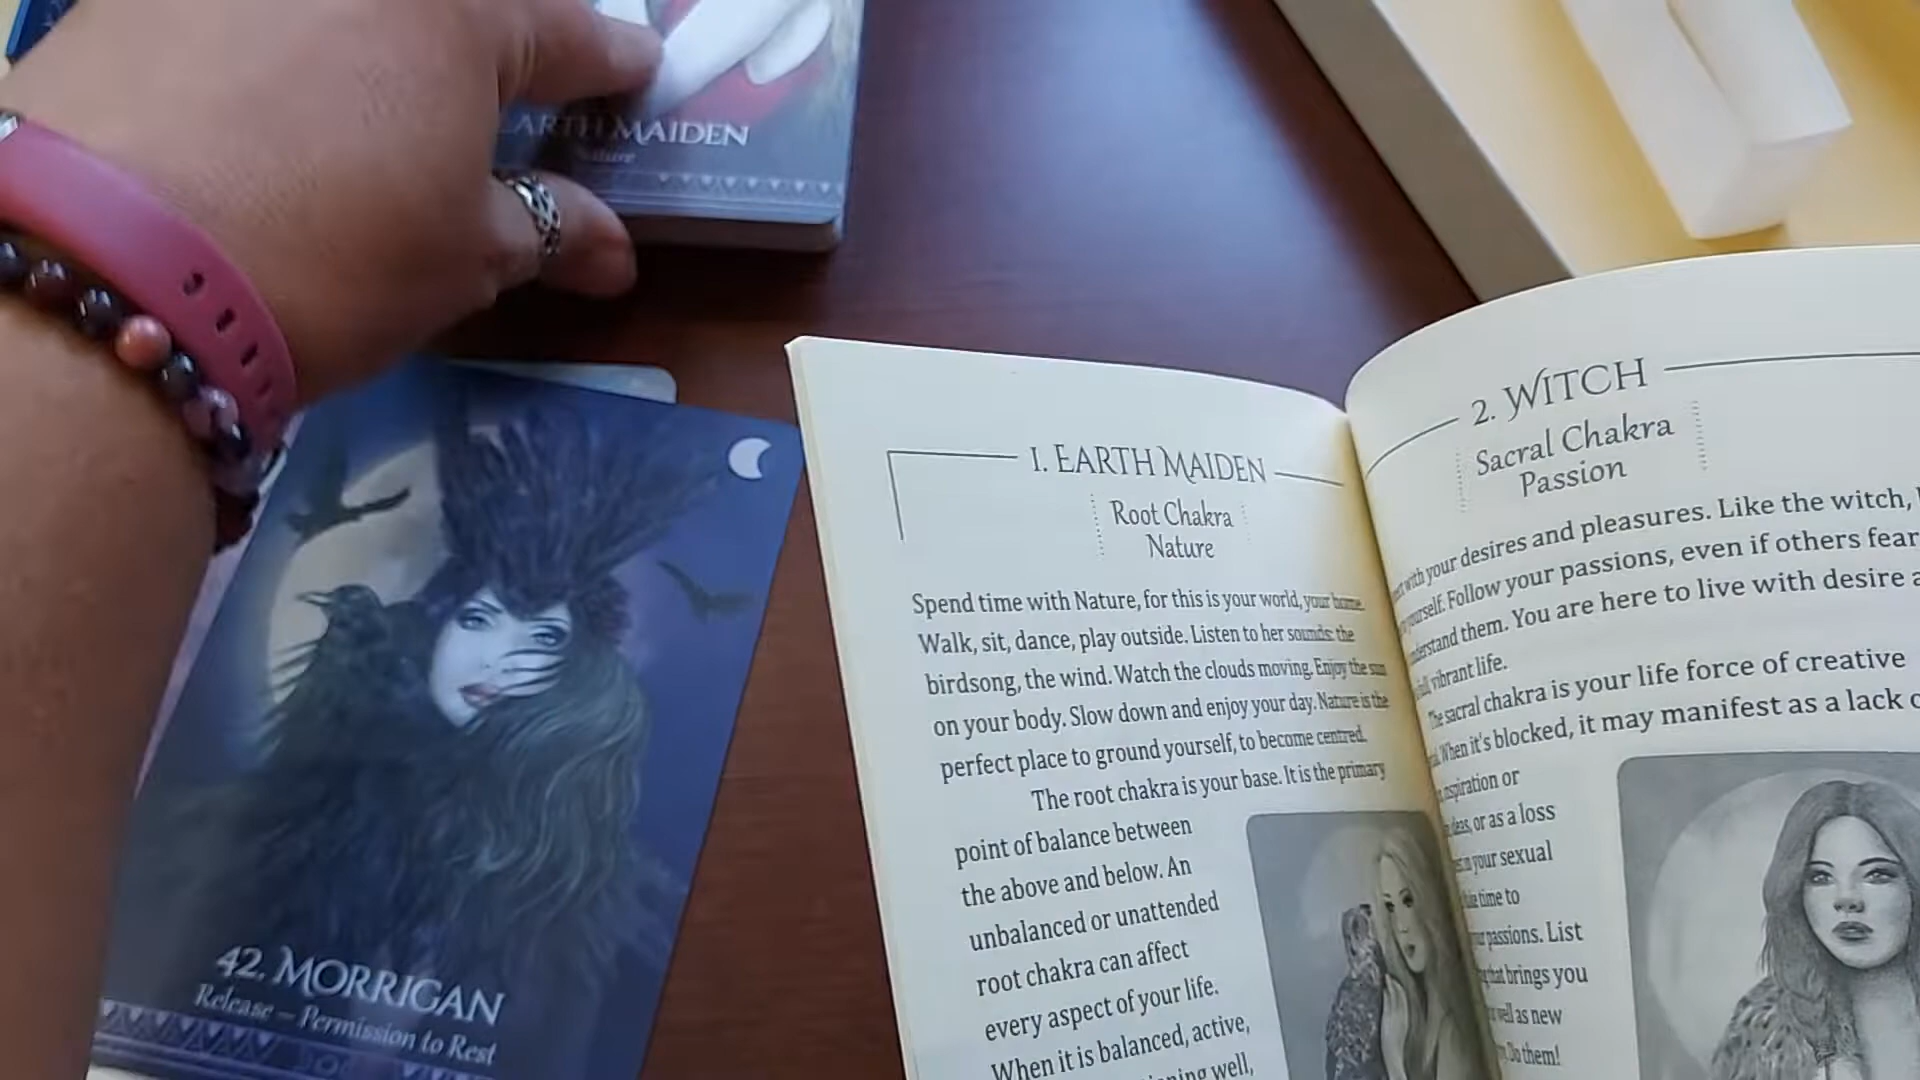 EARTH MAIDEN
Nature
42. MORRIGAN
Release – Permission to Rest
1. EARTH MAIDEN
Root Chakra
Nature
Spend time with Nature, for this is your world, your home.
Walk, sit, dance, play outside. Listen to her sounds: the
birdsong, the wind. Watch the clouds moving. Enjoy the sun
on your body. Slow down and enjoy your day. Nature is the
perfect place to ground yourself, to become centred.
The root chakra is your base. It is the primary
point of balance between
the above and below. An
unbalanced or unattended
root chakra can affect
every aspect of your life.
When it is balanced, active,
well,
2. WITCH
Sacral Chakra
Passion
with your desires and pleasures. Like the witch,
yourself. Follow your passions, even if others fear
understand them. You are here to live with desire
full vibrant life.
The sacral chakra is your life force of creative
When it's blocked, it may manifest as a lack
inspiration or
ideas, or as a loss
in your sexual
time to
passions. List
that brings you
well as new
Do them!